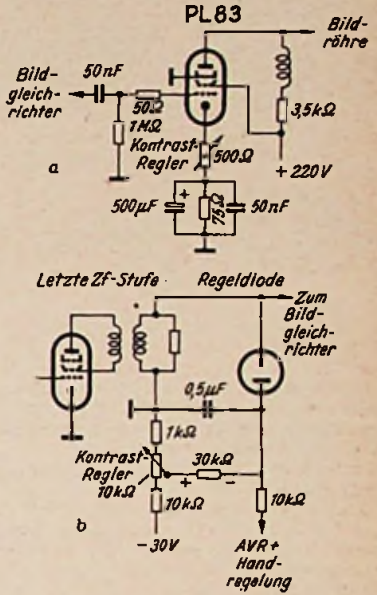 PL83
Bild-
röhre
Bild-
gleich-
richter
50nF
50Ω
1MΩ
3,5kΩ
Kontrast-
Regler
500Ω
+ 220V
a
500µF
+
75Ω
50nF
Letzte Zf-Stufe
Regeldiode
Zum
Bild-
gleich-
richter
0,5µF
1kΩ
Kontrast-
Regler
10kΩ
30kΩ
+ -
10kΩ
10kΩ
b
-30V
AVR+
Hand-
regelung